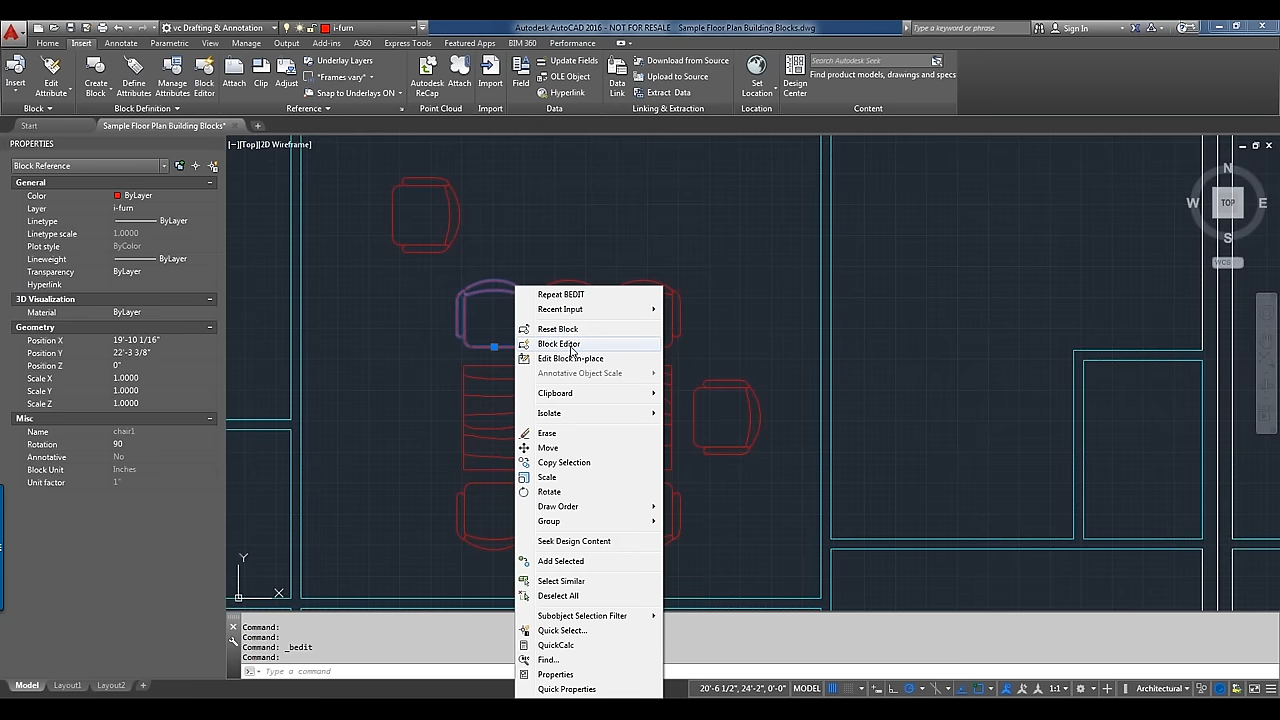 vc Drafting & Annotation
i-furn
Autodesk AutoCAD 2016 - NOT FOR RESALE Sample Floor Plan Building Blocks.dwg
Type a keyword or phrase
Sign In
Home Insert Annotate Parametric View Manage Output Add-ins A360 Express Tools Featured Apps BIM 360 Performance
Insert
Edit Attribute
Create Block
Define Attributes
Manage Attributes
Block Editor
Attach
Clip
Adjust
Underlay Layers
*Frames vary*
Snap to Underlays ON
Autodesk ReCap
Attach
Import
Field
Update Fields
OLE Object
Hyperlink
Data Link
Download from Source
Upload to Source
Extract Data
Set Location
Design Center
Search Autodesk Seek
Find product models, drawings and specs
Block
Block Definition
Reference
Point Cloud
Import
Data
Linking & Extraction
Location
Content
Start
Sample Floor Plan Building Blocks*
PROPERTIES
Block Reference
General
Color ByLayer
Layer i-furn
Linetype ByLayer
Linetype scale 1.0000
Plot style ByColor
Lineweight ByLayer
Transparency ByLayer
Hyperlink
3D Visualization
Material ByLayer
Geometry
Position X 19'-10 1/16"
Position Y 22'-3 3/8"
Position Z 0"
Scale X 1.0000
Scale Y 1.0000
Scale Z 1.0000
Misc
Name chair1
Rotation 90
Annotative No
Block Unit Inches
Unit factor 1"
[−][Top][2D Wireframe]
N
W TOP E
S
WCS
Repeat BEDIT
Recent Input
Reset Block
Block Editor
Edit Block In-place
Annotative Object Scale
Clipboard
Isolate
Erase
Move
Copy Selection
Scale
Rotate
Draw Order
Group
Seek Design Content
Add Selected
Select Similar
Deselect All
Subobject Selection Filter
Quick Select...
QuickCalc
Find...
Properties
Quick Properties
Y
X
Command:
Command:
Command: _bedit
Command:
Type a command
Model Layout1 Layout2
20'-6 1/2", 24'-2", 0'-0" MODEL 1:1 Architectural